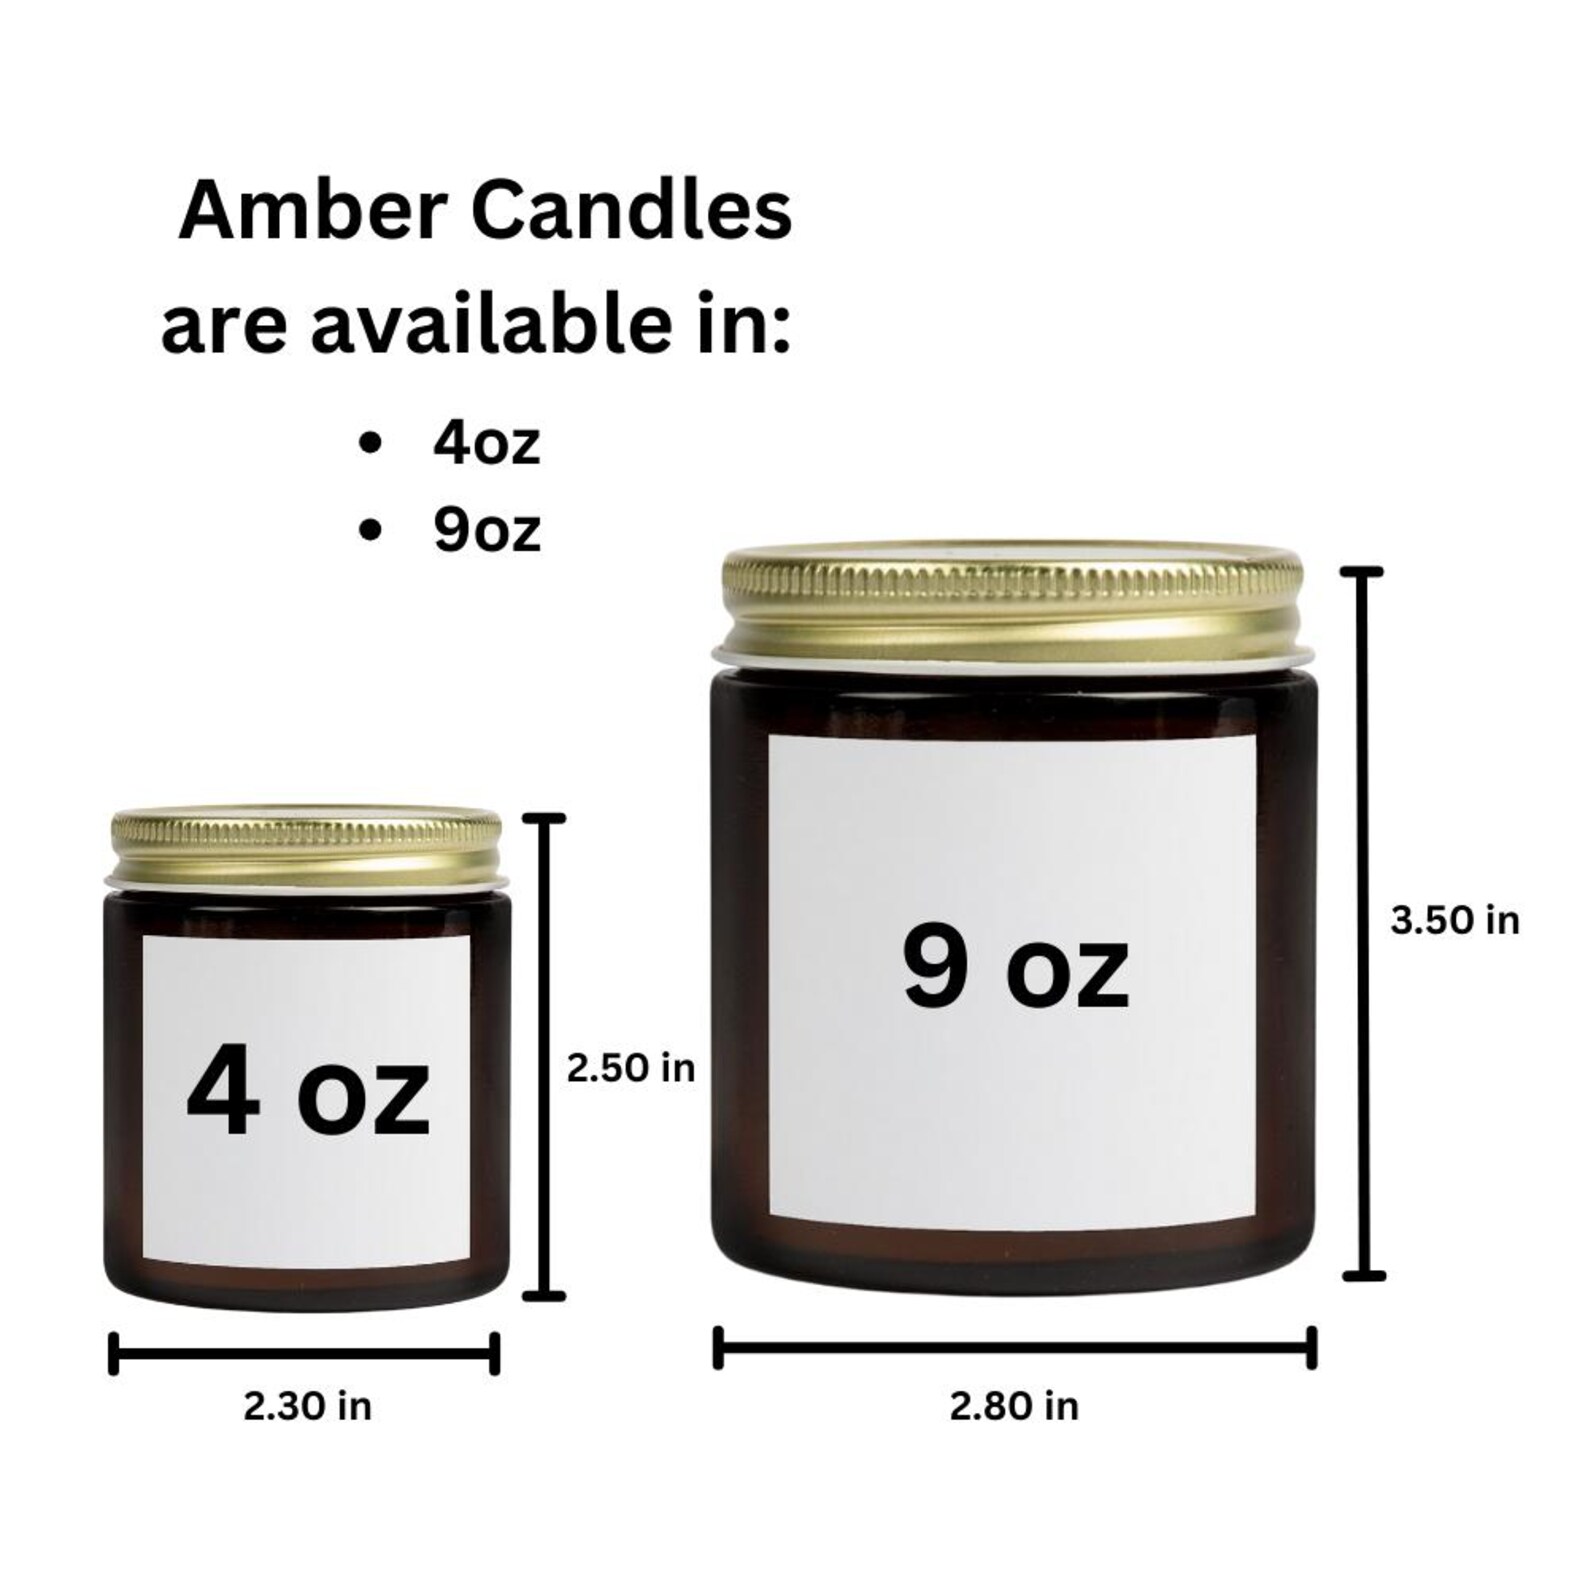 Amber Candles
are available in:
• 4oz
• 9oz
9 oz
3.50 in
4 oz
2.50 in
2.30 in
2.80 in